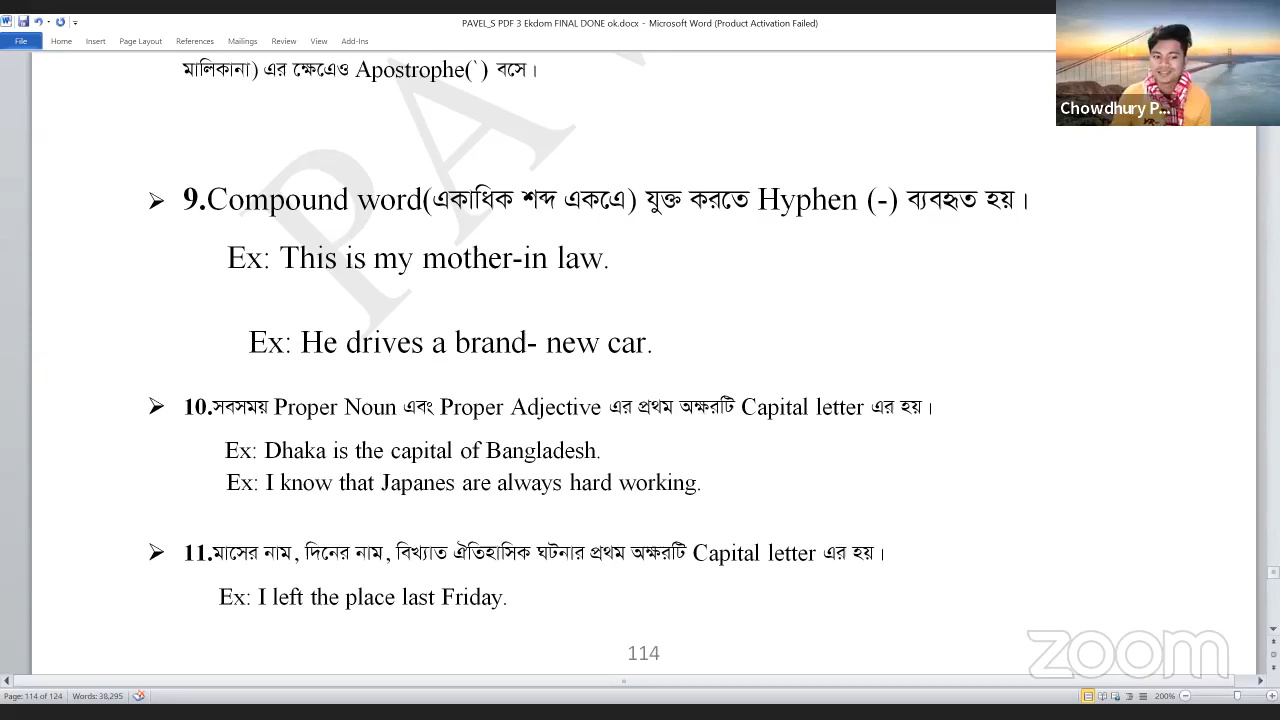 PAVEL_S PDF 3 Ekdom FINAL DONE ok.docx - Microsoft Word (Product Activation Failed)
File Home Insert Page Layout References Mailings Review View Add-Ins
মালিকানা) এর ক্ষেত্রেও Apostrophe(`) বসে।
Chowdhury P...
➢ 9.Compound word(একাধিক শব্দ একত্রে) যুক্ত করতে Hyphen (-) ব্যবহৃত হয়।
Ex: This is my mother-in law.
Ex: He drives a brand- new car.
➢ 10.সবসময় Proper Noun এবং Proper Adjective এর প্রথম অক্ষরটি Capital letter এর হয়।
Ex: Dhaka is the capital of Bangladesh.
Ex: I know that Japanes are always hard working.
➢ 11.মাসের নাম, দিনের নাম, বিখ্যাত ঐতিহাসিক ঘটনার প্রথম অক্ষরটি Capital letter এর হয়।
Ex: I left the place last Friday.
114
zoom
Page: 114 of 124 Words: 38,295 200%
PA